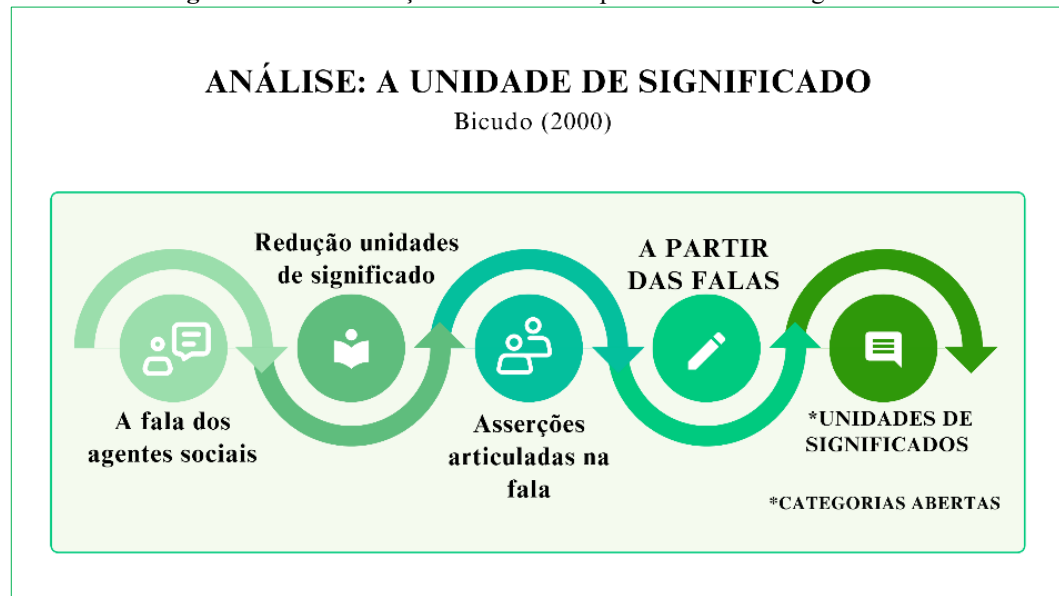 ANÁLISE: A UNIDADE DE SIGNIFICADO
Bicudo (2000)
A fala dos
agentes sociais
Redução unidades
de significado
Asserções
articuladas na
fala
A PARTIR
DAS FALAS
*UNIDADES DE
SIGNIFICADOS
*CATEGORIAS ABERTAS